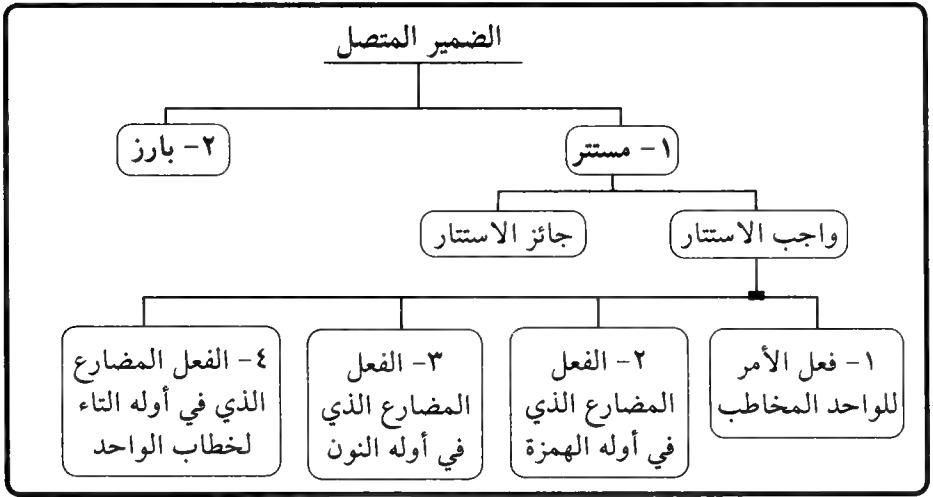 الضمير المتصل
١- مستتر
٢- بارز
واجب الاستتار
جائز الاستتار
١- فعل الأمر
للواحد المخاطب
٢- الفعل
المضارع الذي
في أوله الهمزة
٣- الفعل
المضارع الذي
في أوله النون
٤- الفعل المضارع
الذي في أوله التاء
لخطاب الواحد